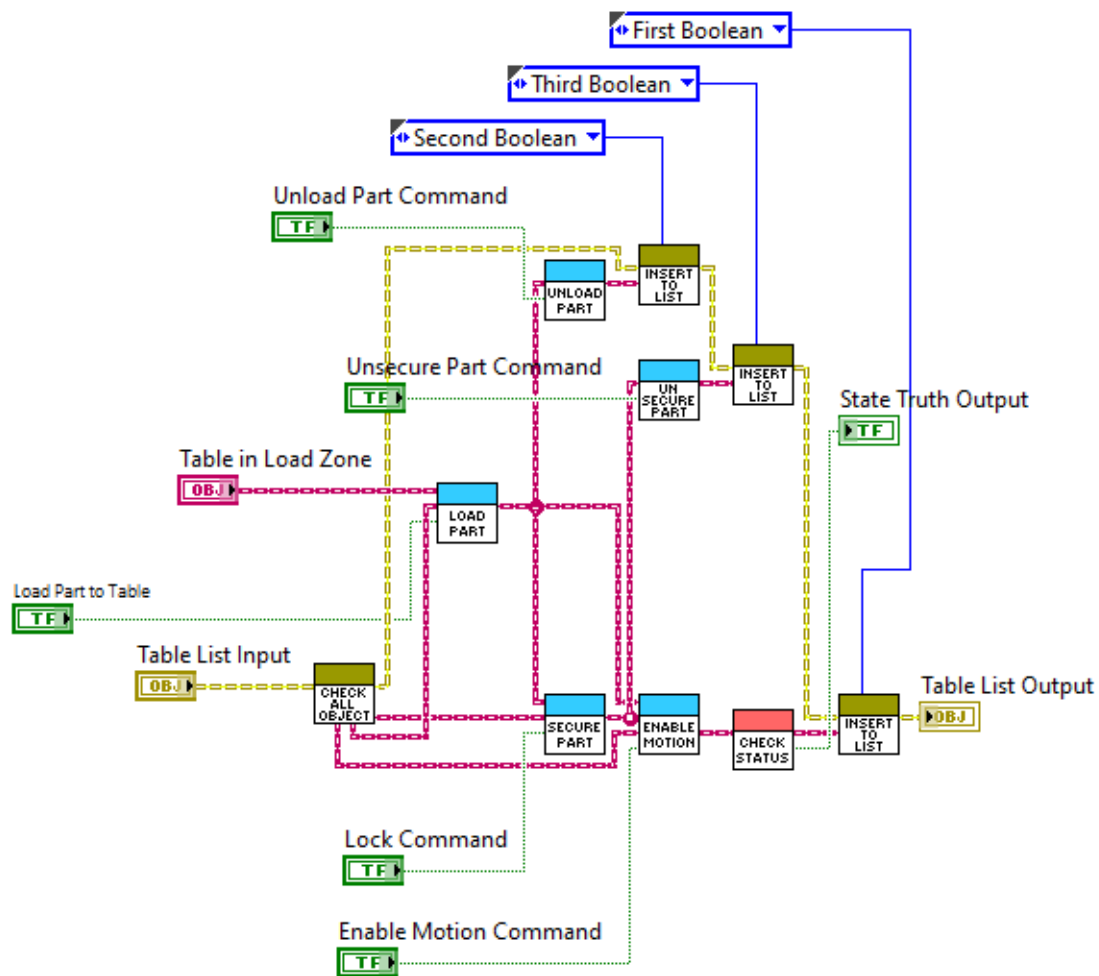 First Boolean
Third Boolean
Second Boolean
Unload Part Command
TF
INSERT
TO
LIST
UNLOAD
PART
Unsecure Part Command
TF
UN
SECURE
PART
INSERT
TO
LIST
State Truth Output
TF
Table in Load Zone
OBJ
LOAD
PART
Load Part to Table
TF
Table List Input
OBJ
CHECK
ALL
OBJECT
SECURE
PART
ENABLE
MOTION
CHECK
STATUS
INSERT
TO
LIST
Table List Output
OBJ
Lock Command
TF
Enable Motion Command
TF